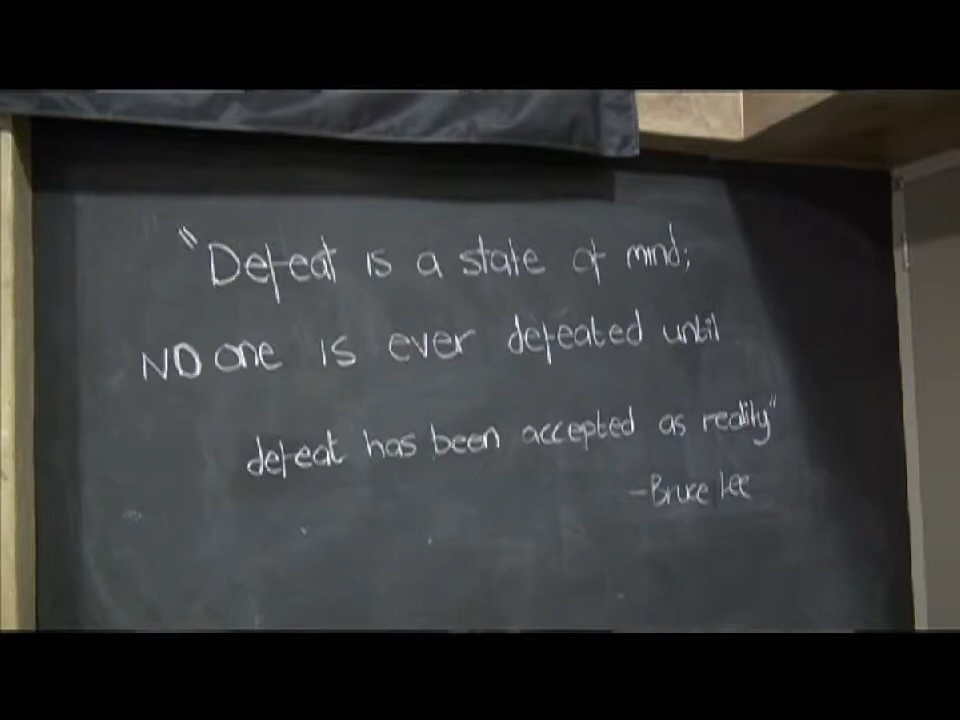 "Defeat is a state of mind;
NO one is ever defeated until
defeat has been accepted as reality"
-Bruce Lee